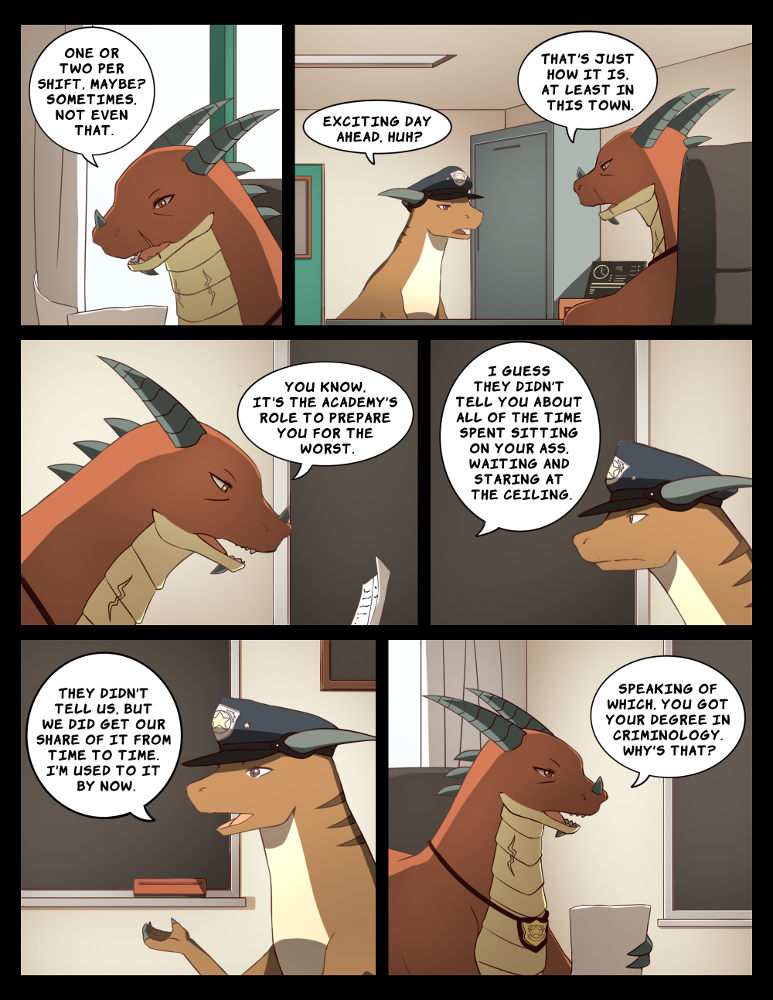 ONE OR
TWO PER
SHIFT, MAYBE?
SOMETIMES,
NOT EVEN
THAT.
EXCITING DAY
AHEAD, HUH?
THAT'S JUST
HOW IT IS,
AT LEAST IN
THIS TOWN.
YOU KNOW,
IT'S THE ACADEMY'S
ROLE TO PREPARE
YOU FOR THE
WORST.
I GUESS
THEY DIDN'T
TELL YOU ABOUT
ALL OF THE TIME
SPENT SITTING
ON YOUR ASS,
WAITING AND
STARING AT
THE CEILING.
THEY DIDN'T
TELL US, BUT
WE DID GET OUR
SHARE OF IT FROM
TIME TO TIME.
I'M USED TO IT
BY NOW.
SPEAKING OF
WHICH, YOU GOT
YOUR DEGREE IN
CRIMINOLOGY.
WHY'S THAT?